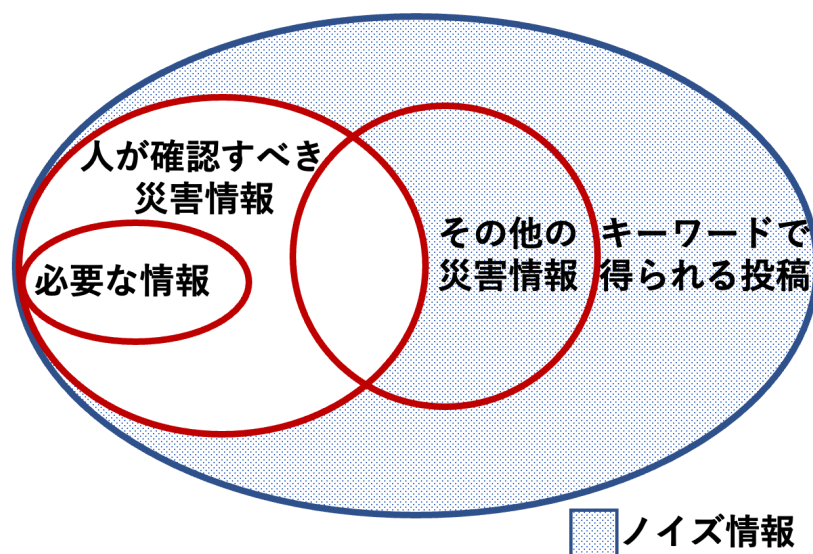 人が確認すべき
災害情報
必要な情報
その他の
災害情報
キーワードで
得られる投稿
ノイズ情報